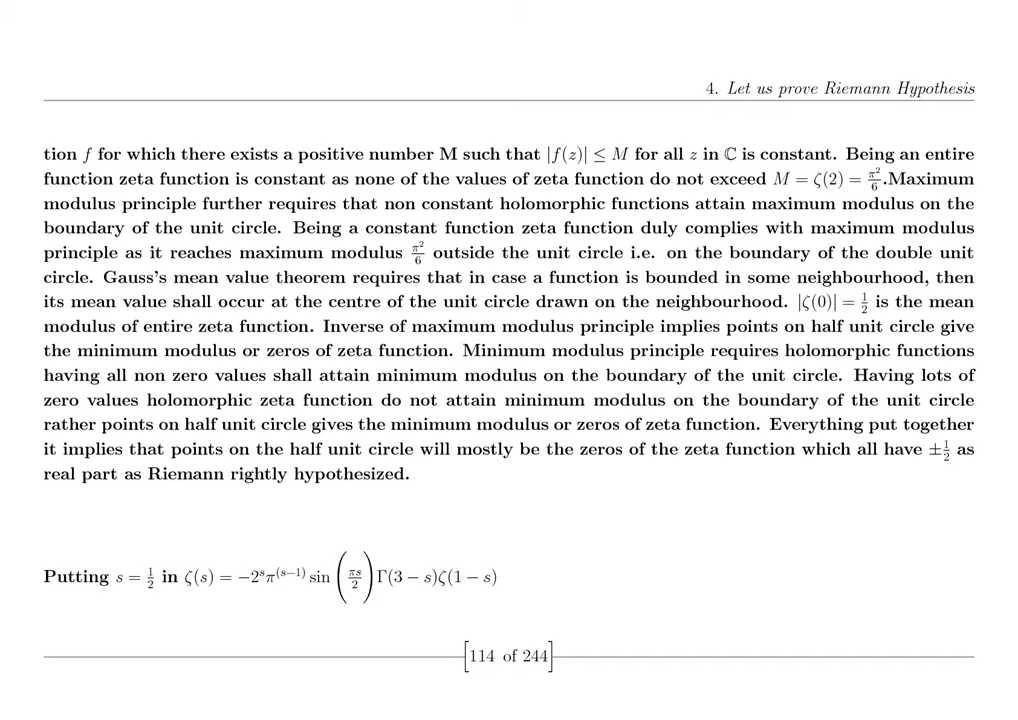 4. Let us prove Riemann Hypothesis
tion f for which there exists a positive number M such that |f(z)| ≤ M for all z in ℂ is constant. Being an entire
function zeta function is constant as none of the values of zeta function do not exceed M = ζ(2) = π²/6.Maximum
modulus principle further requires that non constant holomorphic functions attain maximum modulus on the
boundary of the unit circle. Being a constant function zeta function duly complies with maximum modulus
principle as it reaches maximum modulus π²/6 outside the unit circle i.e. on the boundary of the double unit
circle. Gauss's mean value theorem requires that in case a function is bounded in some neighbourhood, then
its mean value shall occur at the centre of the unit circle drawn on the neighbourhood. |ζ(0)| = 1/2 is the mean
modulus of entire zeta function. Inverse of maximum modulus principle implies points on half unit circle give
the minimum modulus or zeros of zeta function. Minimum modulus principle requires holomorphic functions
having all non zero values shall attain minimum modulus on the boundary of the unit circle. Having lots of
zero values holomorphic zeta function do not attain minimum modulus on the boundary of the unit circle
rather points on half unit circle gives the minimum modulus or zeros of zeta function. Everything put together
it implies that points on the half unit circle will mostly be the zeros of the zeta function which all have ±1/2 as
real part as Riemann rightly hypothesized.
Putting s = 1/2 in ζ(s) = −2^s π^(s−1) sin(πs/2)Γ(3 − s)ζ(1 − s)
[114 of 244]